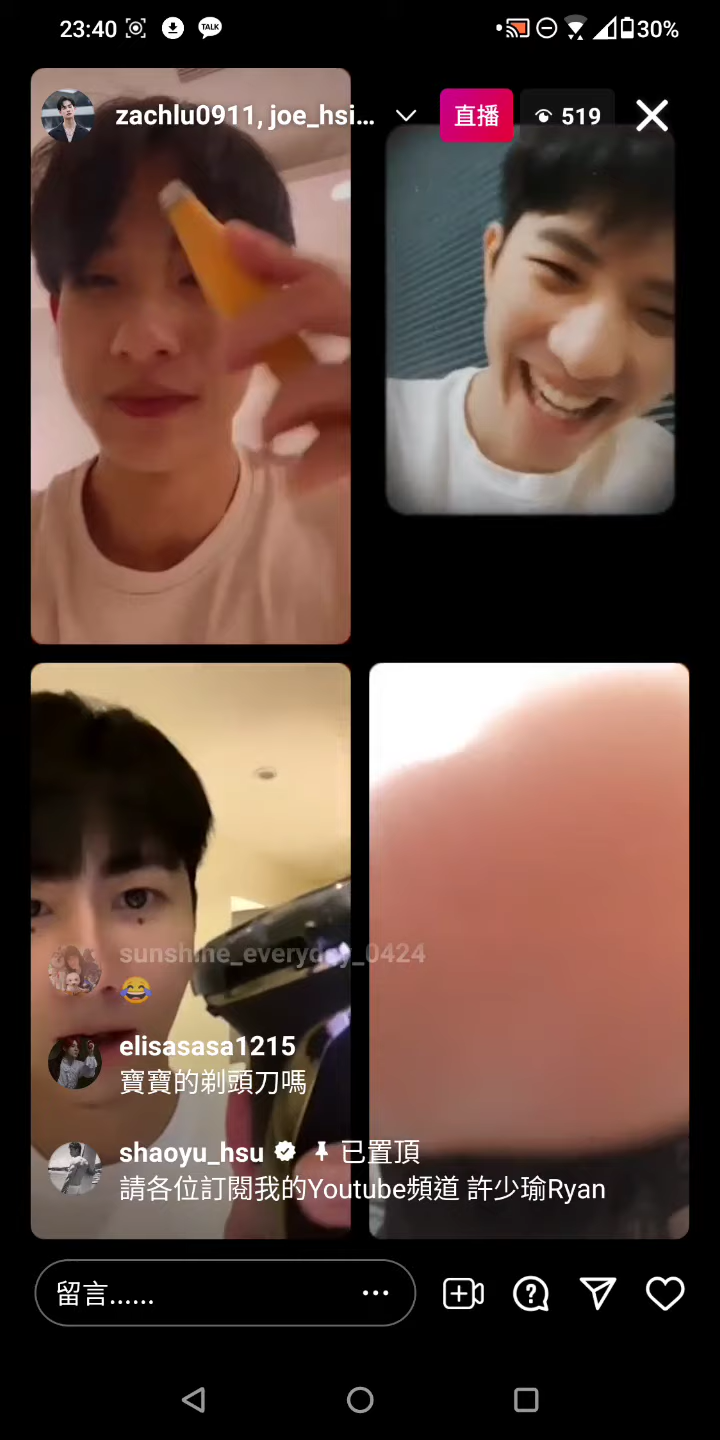 23:40
TALK
30%
zachlu0911, joe_hsi...
直播
519
sunshine_everyday_0424
😂
elisasasa1215
寶寶的剃頭刀嗎
shaoyu_hsu 已置頂
請各位訂閱我的Youtube頻道 許少瑜Ryan
留言......